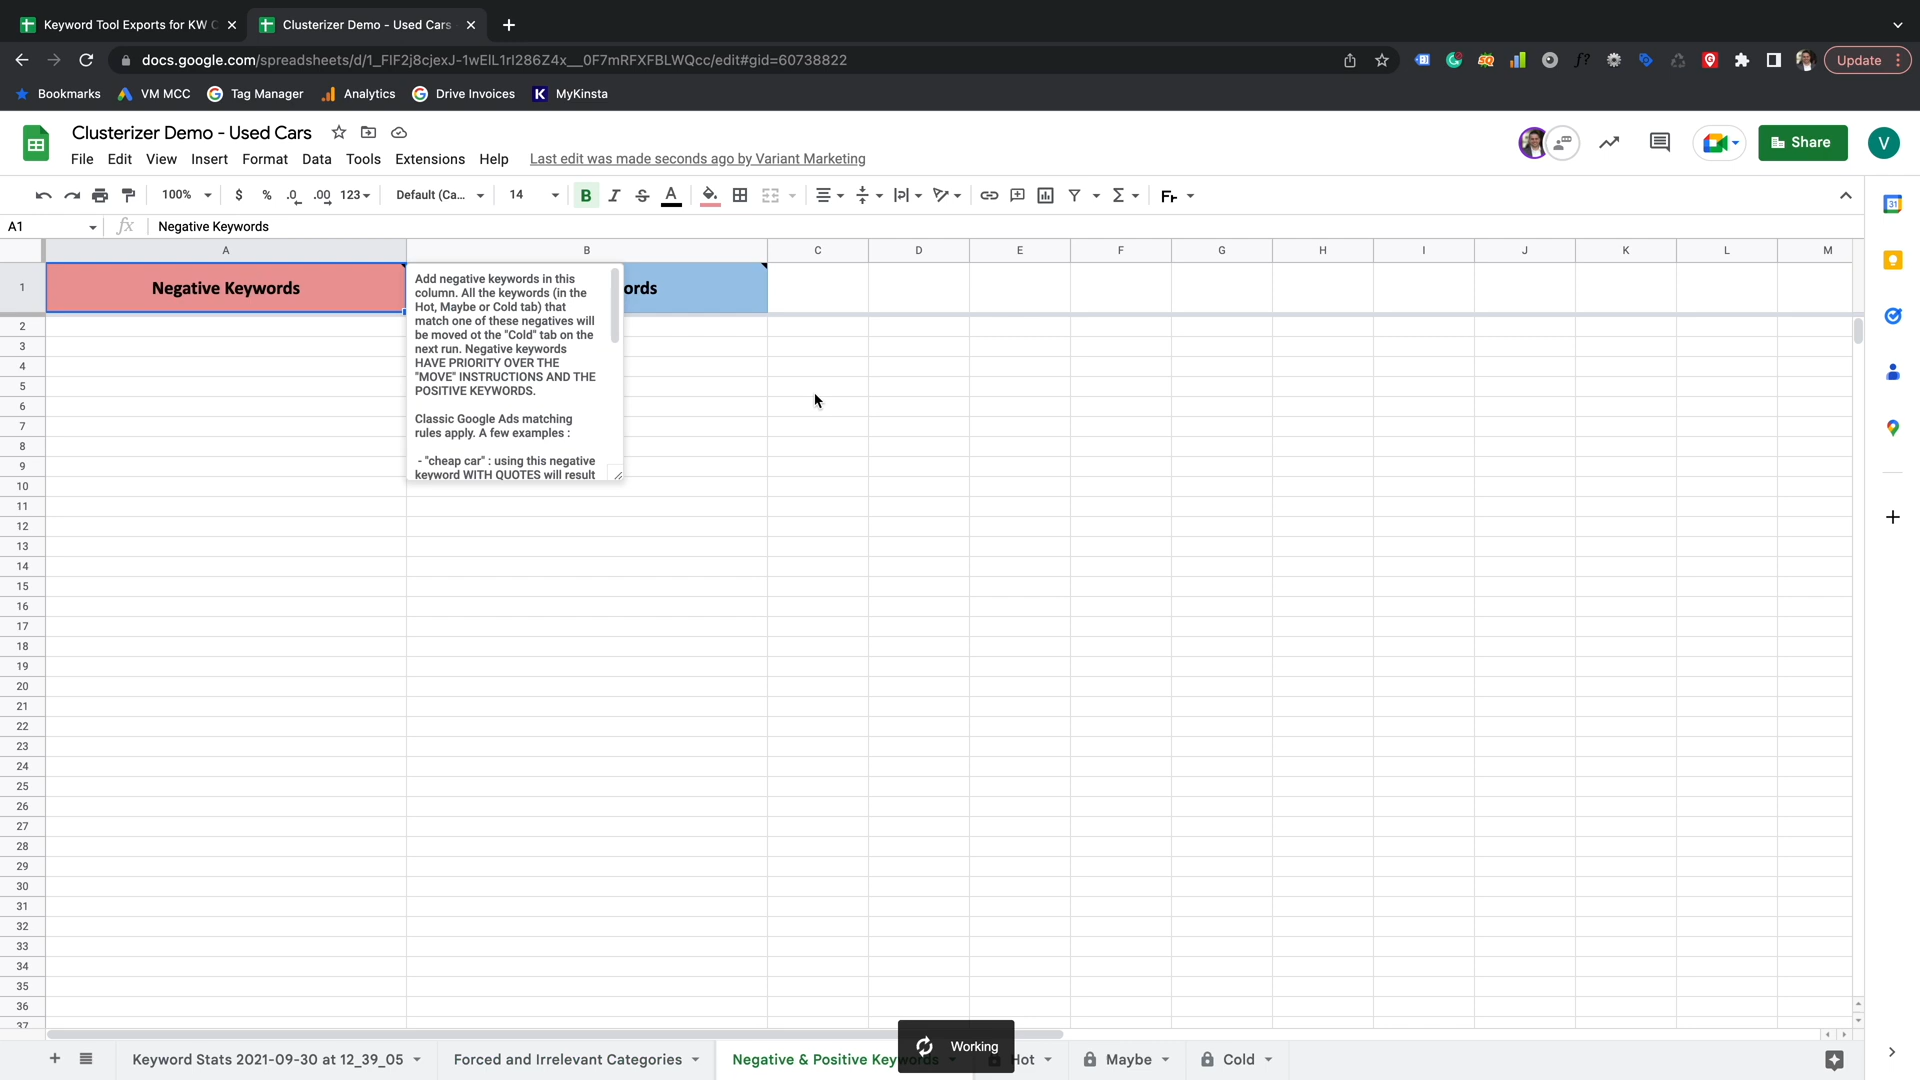 Keyword Tool Exports for KW C
Clusterizer Demo - Used Cars
docs.google.com/spreadsheets/d/1_FIF2j8cjexJ-1wEIL1rI286Z4x__0F7mRFXFBLWQcc/edit#gid=60738822
Update
Bookmarks
VM MCC
Tag Manager
Analytics
Drive Invoices
MyKinsta
Clusterizer Demo - Used Cars
File Edit View Insert Format Data Tools Extensions Help
Last edit was made seconds ago by Variant Marketing
Share
V
100%
$ % .0 .00 123
Default (Ca...
14
B I S A
A1
fx
Negative Keywords
A B C D E F G H I J K L M
1
Negative Keywords
ords
Add negative keywords in this
column. All the keywords (in the
Hot, Maybe or Cold tab) that
match one of these negatives will
be moved ot the "Cold" tab on the
next run. Negative keywords
HAVE PRIORITY OVER THE
"MOVE" INSTRUCTIONS AND THE
POSITIVE KEYWORDS.
Classic Google Ads matching
rules apply. A few examples :
- "cheap car" : using this negative
keyword WITH QUOTES will result
2
3
4
5
6
7
8
9
10
11
12
13
14
15
16
17
18
19
20
21
22
23
24
25
26
27
28
29
30
31
32
33
34
35
36
37
Working
Keyword Stats 2021-09-30 at 12_39_05
Forced and Irrelevant Categories
Negative & Positive Keywords
Hot
Maybe
Cold